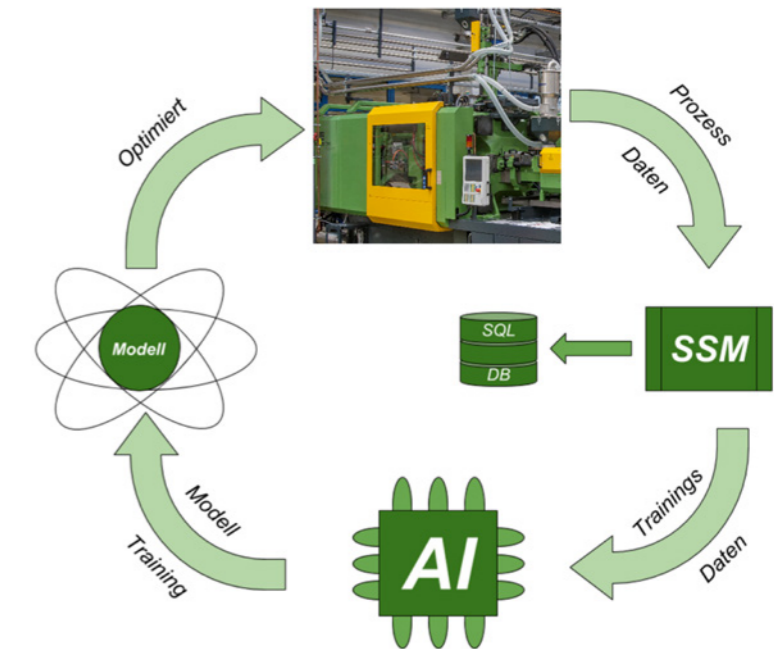 Optimiert
Prozess
Daten
SSM
SQL
DB
Trainings
Daten
AI
Modell
Training
Modell